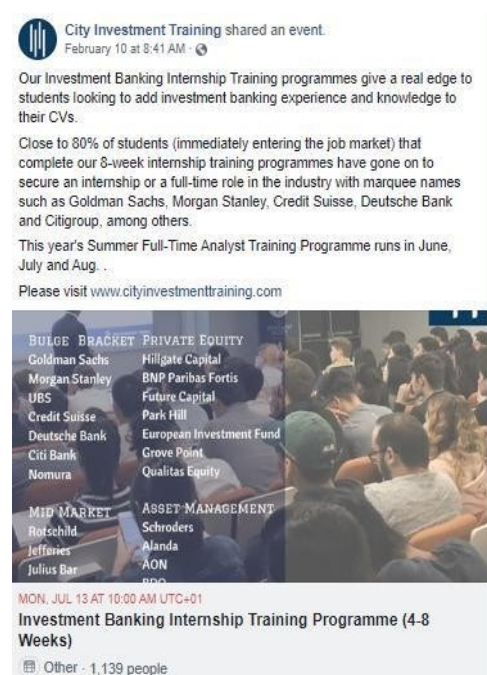 City Investment Training shared an event.
February 10 at 8:41 AM ·
Our Investment Banking Internship Training programmes give a real edge to
students looking to add investment banking experience and knowledge to
their CVs.
Close to 80% of students (immediately entering the job market) that
complete our 8-week internship training programmes have gone on to
secure an internship or a full-time role in the industry with marquee names
such as Goldman Sachs, Morgan Stanley, Credit Suisse, Deutsche Bank
and Citigroup, among others.
This year's Summer Full-Time Analyst Training Programme runs in June,
July and Aug. .
Please visit www.cityinvestmenttraining.com
BULGE BRACKET
Goldman Sachs
Morgan Stanley
UBS
Credit Suisse
Deutsche Bank
Citi Bank
Nomura
MID MARKET
Rotschild
Jefferies
Julius Bar
PRIVATE EQUITY
Hillgate Capital
BNP Paribas Fortis
Future Capital
Park Hill
European Investment Fund
Grove Point
Qualitas Equity
ASSET MANAGEMENT
Schroders
Alanda
AON
BDO
MON, JUL 13 AT 10:00 AM UTC+01
Investment Banking Internship Training Programme (4-8
Weeks)
Other · 1,139 people